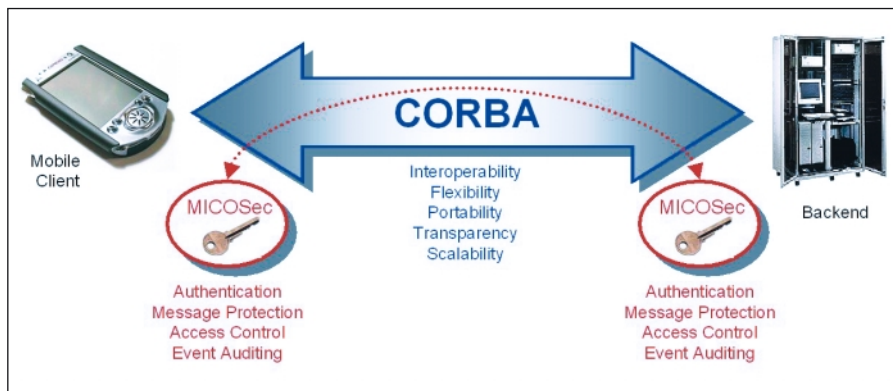 CORBA
Mobile
Client
Interoperability
Flexibility
Portability
Transparency
Scalability
MICOSec
Authentication
Message Protection
Access Control
Event Auditing
MICOSec
Authentication
Message Protection
Access Control
Event Auditing
Backend